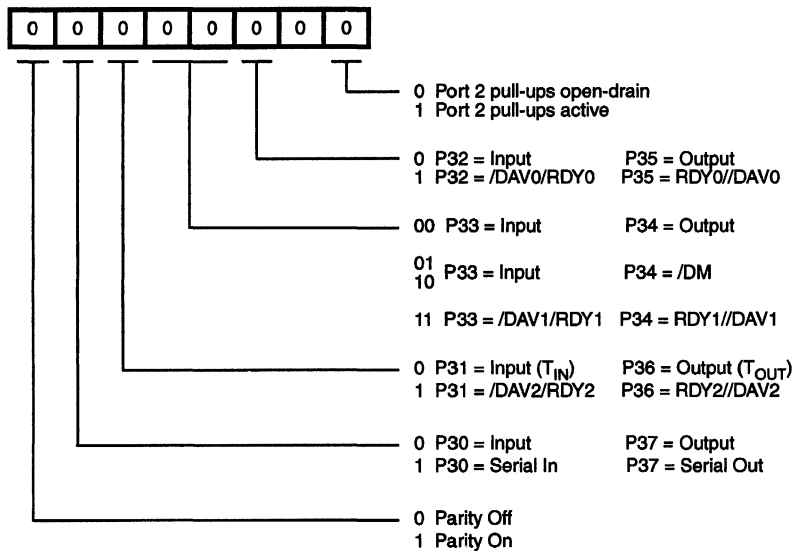 0 0 0 0 0 0 0 0
0 Port 2 pull-ups open-drain
1 Port 2 pull-ups active
0 P32 = Input P35 = Output
1 P32 = /DAV0/RDY0 P35 = RDY0//DAV0
00 P33 = Input P34 = Output
01
10 P33 = Input P34 = /DM
11 P33 = /DAV1/RDY1 P34 = RDY1//DAV1
0 P31 = Input (TIN) P36 = Output (TOUT)
1 P31 = /DAV2/RDY2 P36 = RDY2//DAV2
0 P30 = Input P37 = Output
1 P30 = Serial In P37 = Serial Out
0 Parity Off
1 Parity On